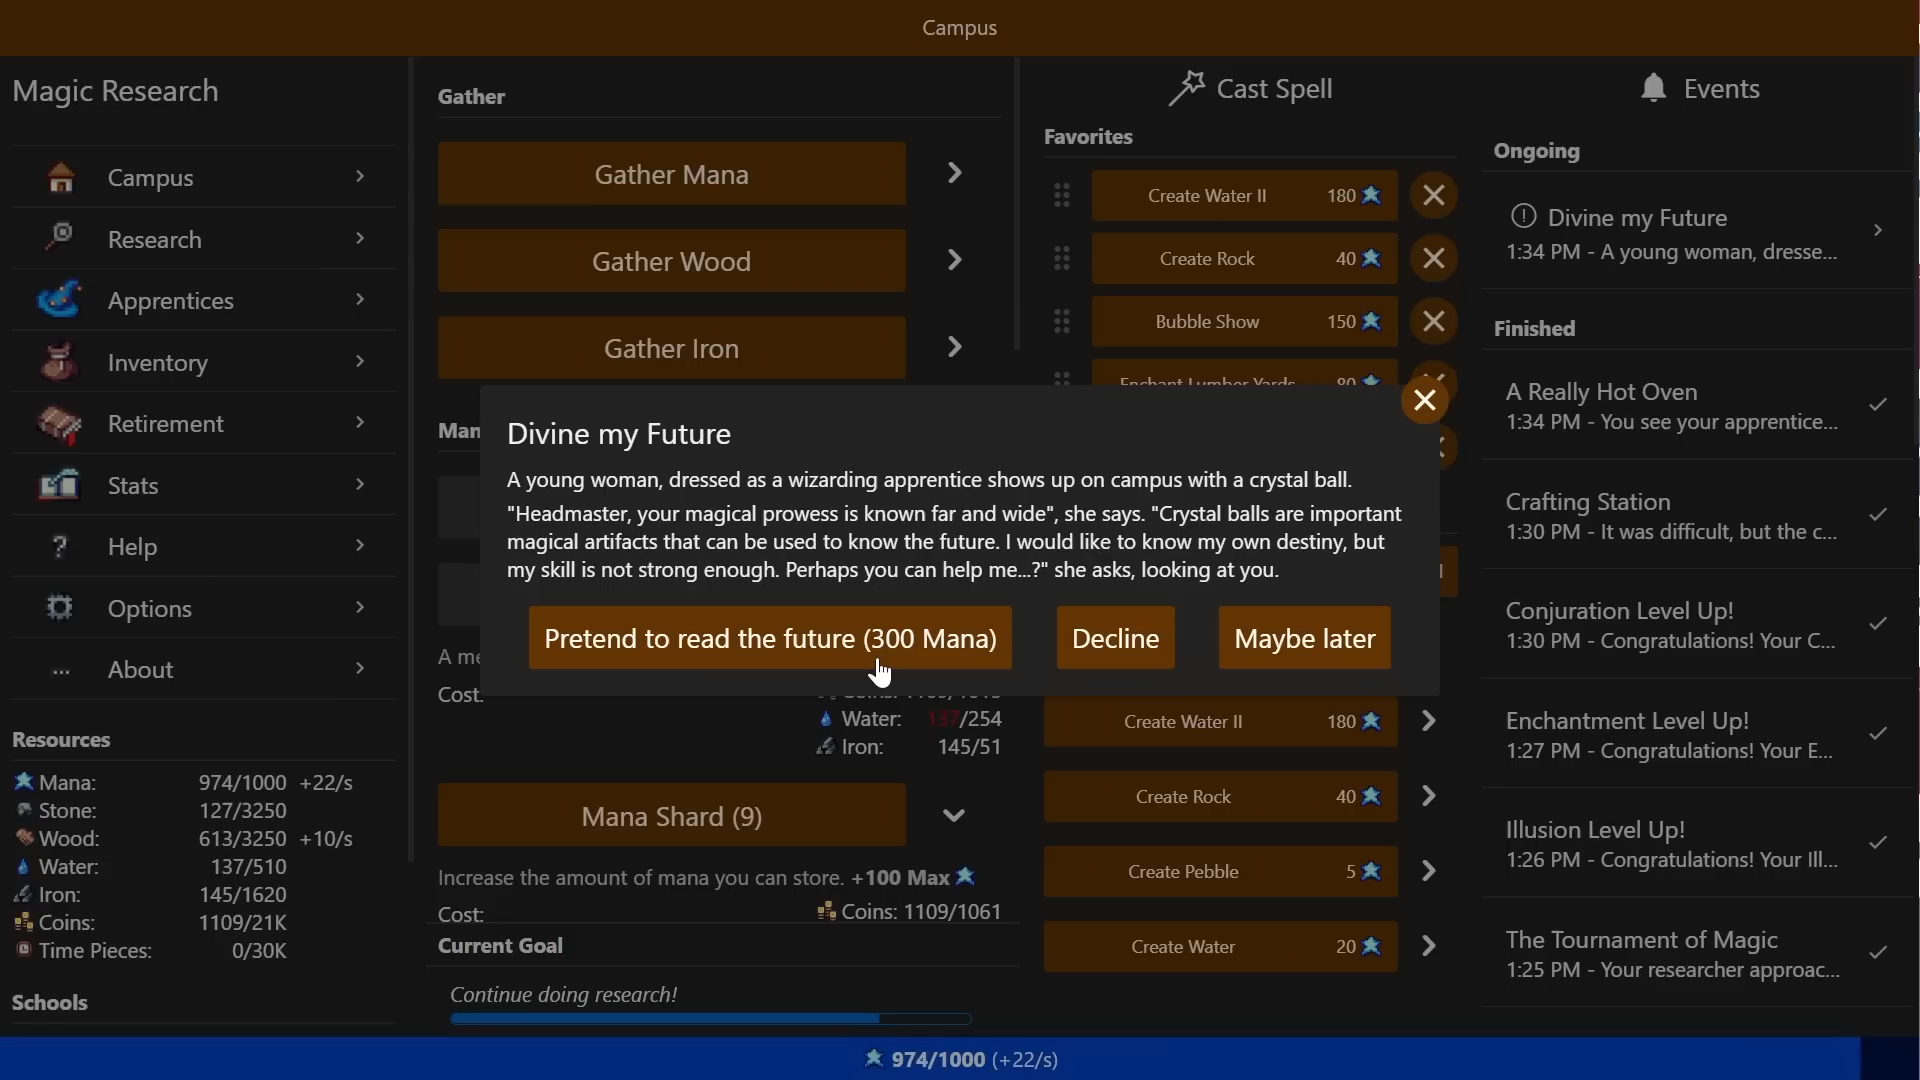 Campus
Magic Research
Campus
Research
Apprentices
Inventory
Retirement
Stats
Help
Options
About
Resources
Mana: 974/1000 +22/s
Stone: 127/3250
Wood: 613/3250 +10/s
Water: 137/510
Iron: 145/1620
Coins: 1109/21K
Time Pieces: 0/30K
Schools
Gather
Gather Mana
Gather Wood
Gather Iron
Man
A me
Cost:
Water: 137/254
Iron: 145/51
Mana Shard (9)
Increase the amount of mana you can store. +100 Max
Cost: Coins: 1109/1061
Current Goal
Continue doing research!
Divine my Future
A young woman, dressed as a wizarding apprentice shows up on campus with a crystal ball.
"Headmaster, your magical prowess is known far and wide", she says. "Crystal balls are important
magical artifacts that can be used to know the future. I would like to know my own destiny, but
my skill is not strong enough. Perhaps you can help me...?" she asks, looking at you.
Pretend to read the future (300 Mana)
Decline
Maybe later
Cast Spell
Favorites
Create Water II 180
Create Rock 40
Bubble Show 150
Enchant Lumber Yards 80
Create Water II 180
Create Rock 40
Create Pebble 5
Create Water 20
Events
Ongoing
Divine my Future
1:34 PM - A young woman, dresse...
Finished
A Really Hot Oven
1:34 PM - You see your apprentice...
Crafting Station
1:30 PM - It was difficult, but the c...
Conjuration Level Up!
1:30 PM - Congratulations! Your C...
Enchantment Level Up!
1:27 PM - Congratulations! Your E...
Illusion Level Up!
1:26 PM - Congratulations! Your Ill...
The Tournament of Magic
1:25 PM - Your researcher approac...
974/1000 (+22/s)